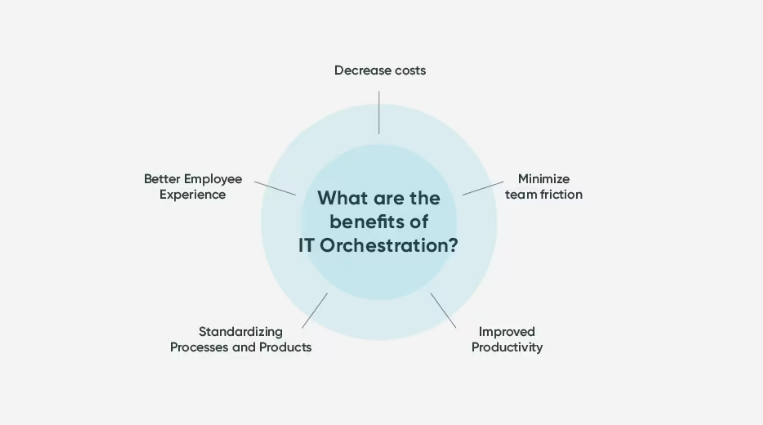 Decrease costs
Better Employee
Experience
Minimize
team friction
What are the
benefits of
IT Orchestration?
Standardizing
Processes and Products
Improved
Productivity